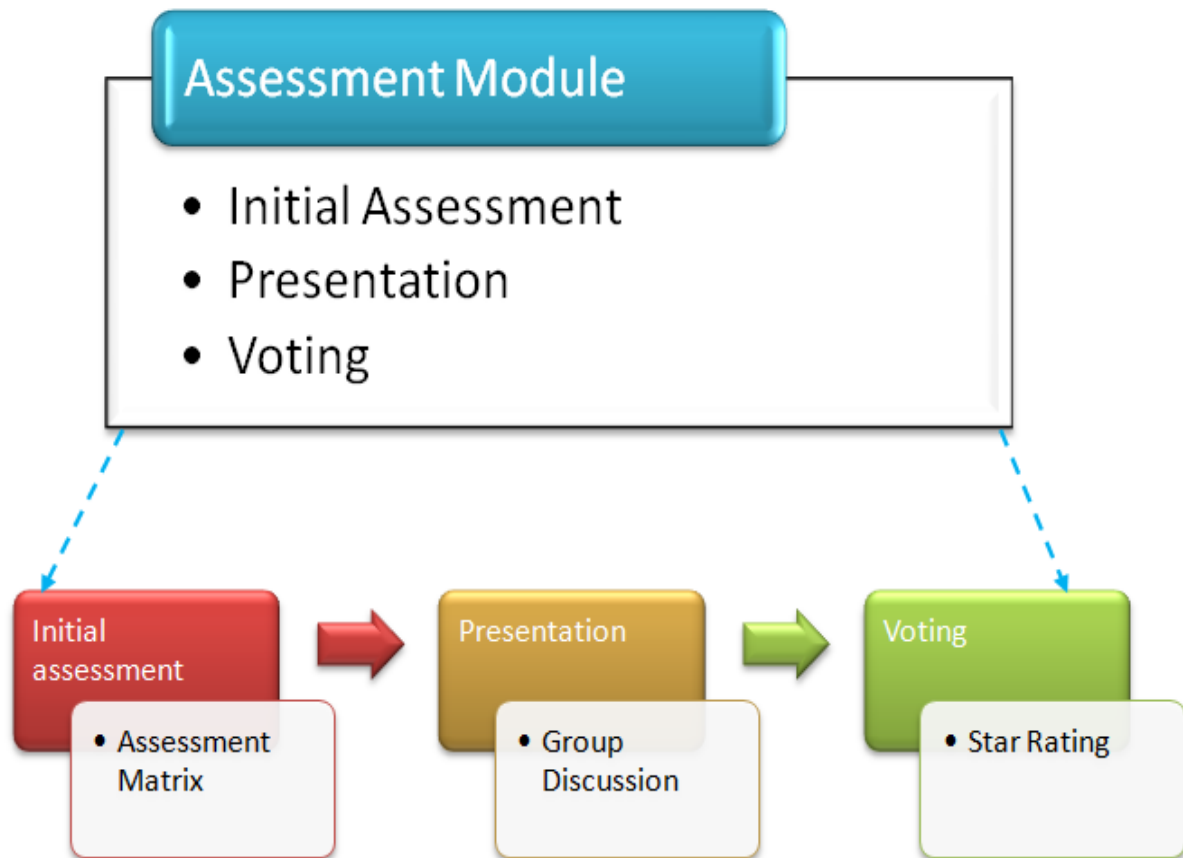 Assessment Module
• Initial Assessment
• Presentation
• Voting
Initial
assessment
• Assessment
Matrix
Presentation
• Group
Discussion
Voting
• Star Rating